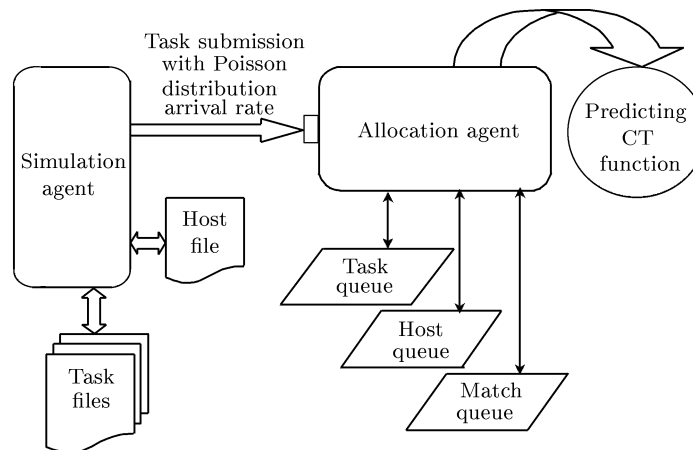 Task submission
with Poisson
distribution
arrival rate
Simulation
agent
Allocation agent
Predicting
CT
function
Host
file
Task
queue
Host
queue
Task
files
Match
queue